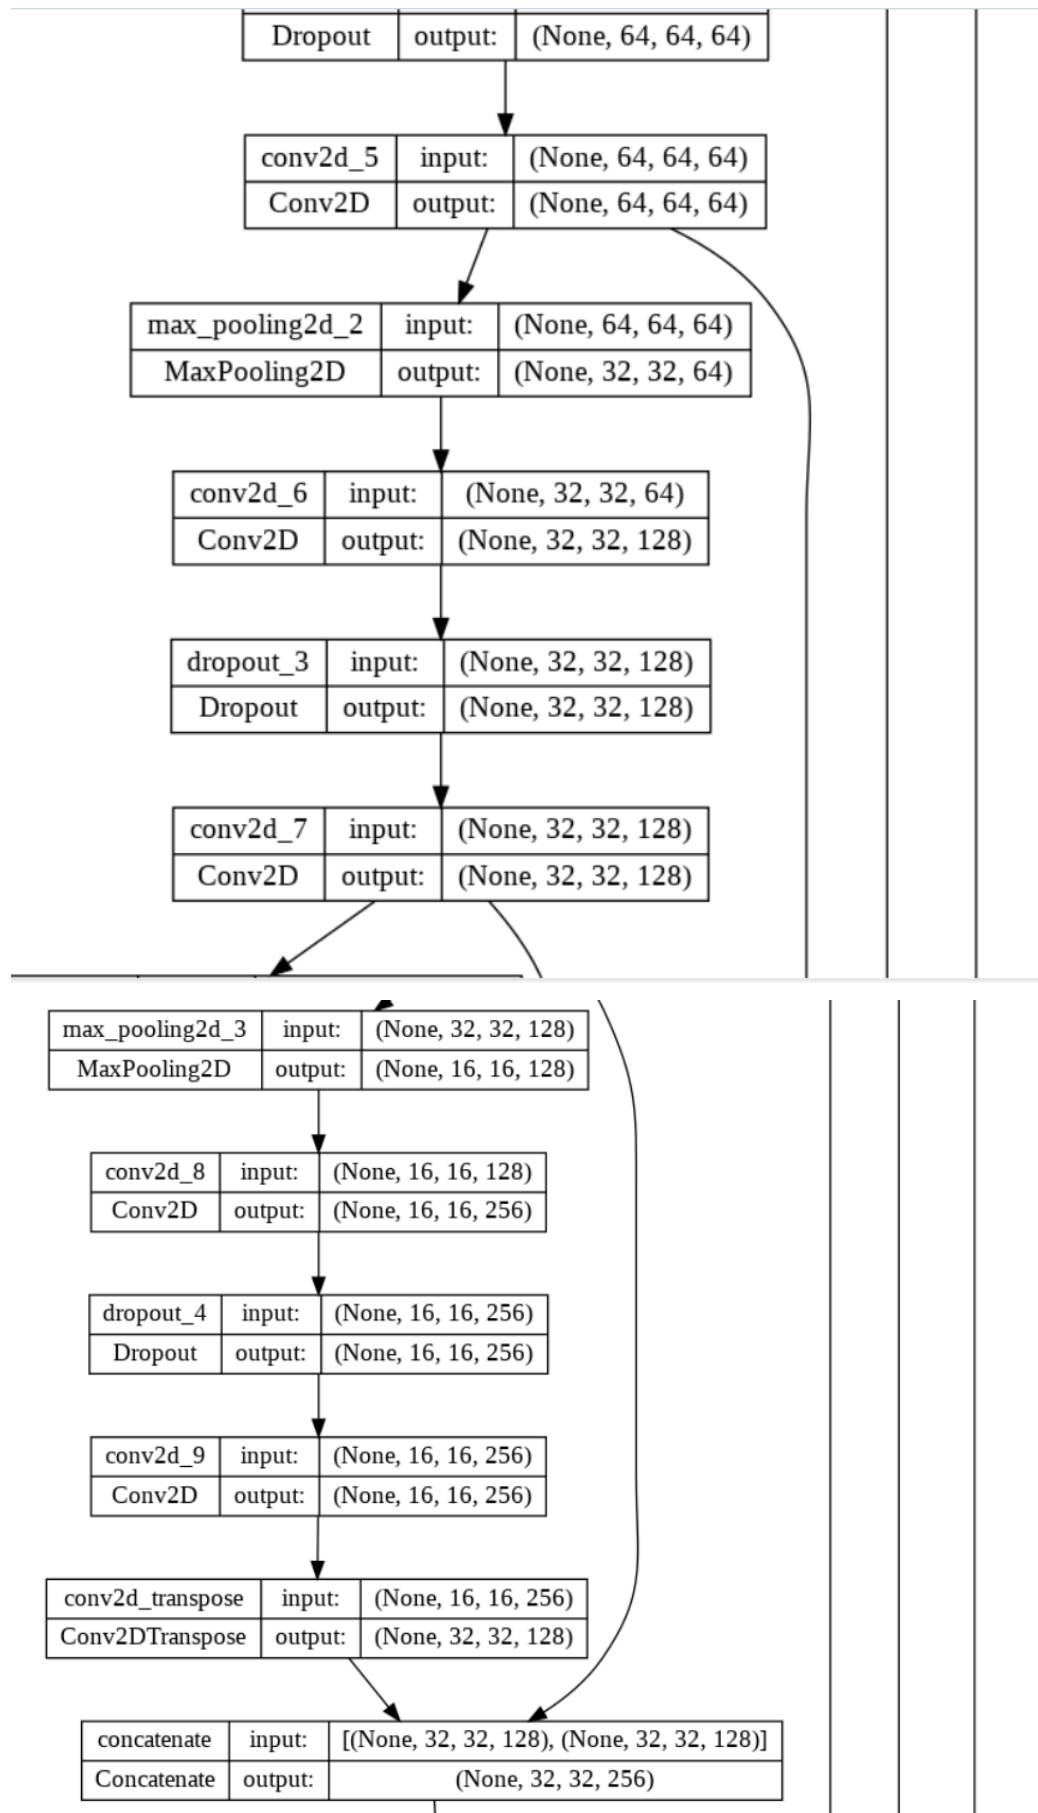 Dropout output: (None, 64, 64, 64)
conv2d_5 input: (None, 64, 64, 64)
Conv2D output: (None, 64, 64, 64)
max_pooling2d_2 input: (None, 64, 64, 64)
MaxPooling2D output: (None, 32, 32, 64)
conv2d_6 input: (None, 32, 32, 64)
Conv2D output: (None, 32, 32, 128)
dropout_3 input: (None, 32, 32, 128)
Dropout output: (None, 32, 32, 128)
conv2d_7 input: (None, 32, 32, 128)
Conv2D output: (None, 32, 32, 128)
max_pooling2d_3 input: (None, 32, 32, 128)
MaxPooling2D output: (None, 16, 16, 128)
conv2d_8 input: (None, 16, 16, 128)
Conv2D output: (None, 16, 16, 256)
dropout_4 input: (None, 16, 16, 256)
Dropout output: (None, 16, 16, 256)
conv2d_9 input: (None, 16, 16, 256)
Conv2D output: (None, 16, 16, 256)
conv2d_transpose input: (None, 16, 16, 256)
Conv2DTranspose output: (None, 32, 32, 128)
concatenate input: [(None, 32, 32, 128), (None, 32, 32, 128)]
Concatenate output: (None, 32, 32, 256)